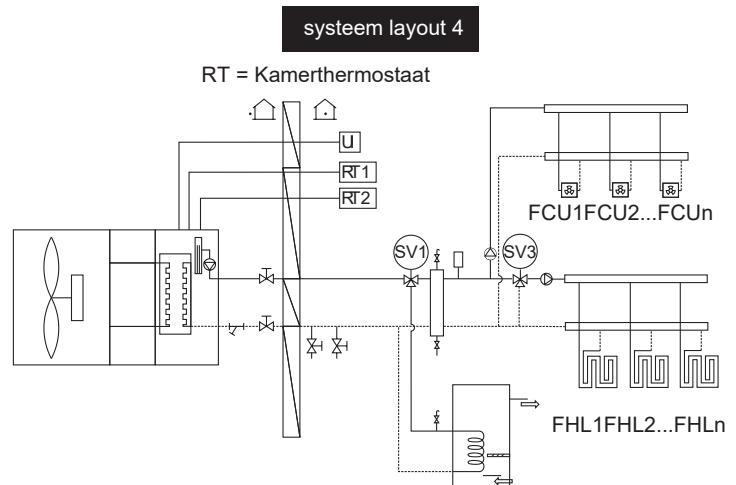 systeem layout 4
RT = Kamerthermostaat
U
RT1
RT2
FCU1FCU2...FCUn
SV1
SV3
FHL1FHL2...FHLn